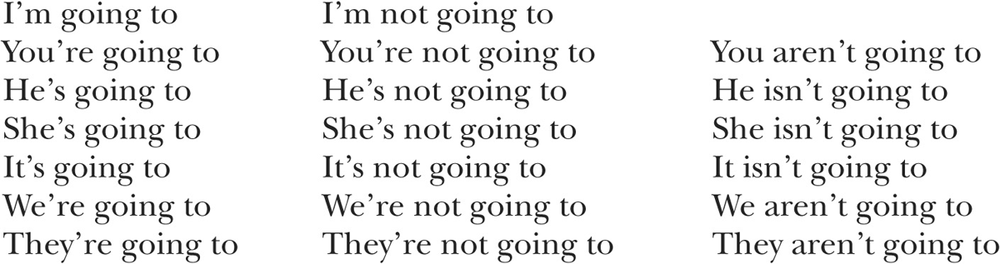 I’m going to I’m not going to
You’re going to You’re not going to You aren’t going to
He’s going to He’s not going to He isn’t going to
She’s going to She’s not going to She isn’t going to
It’s going to It’s not going to It isn’t going to
We’re going to We’re not going to We aren’t going to
They’re going to They’re not going to They aren’t going to